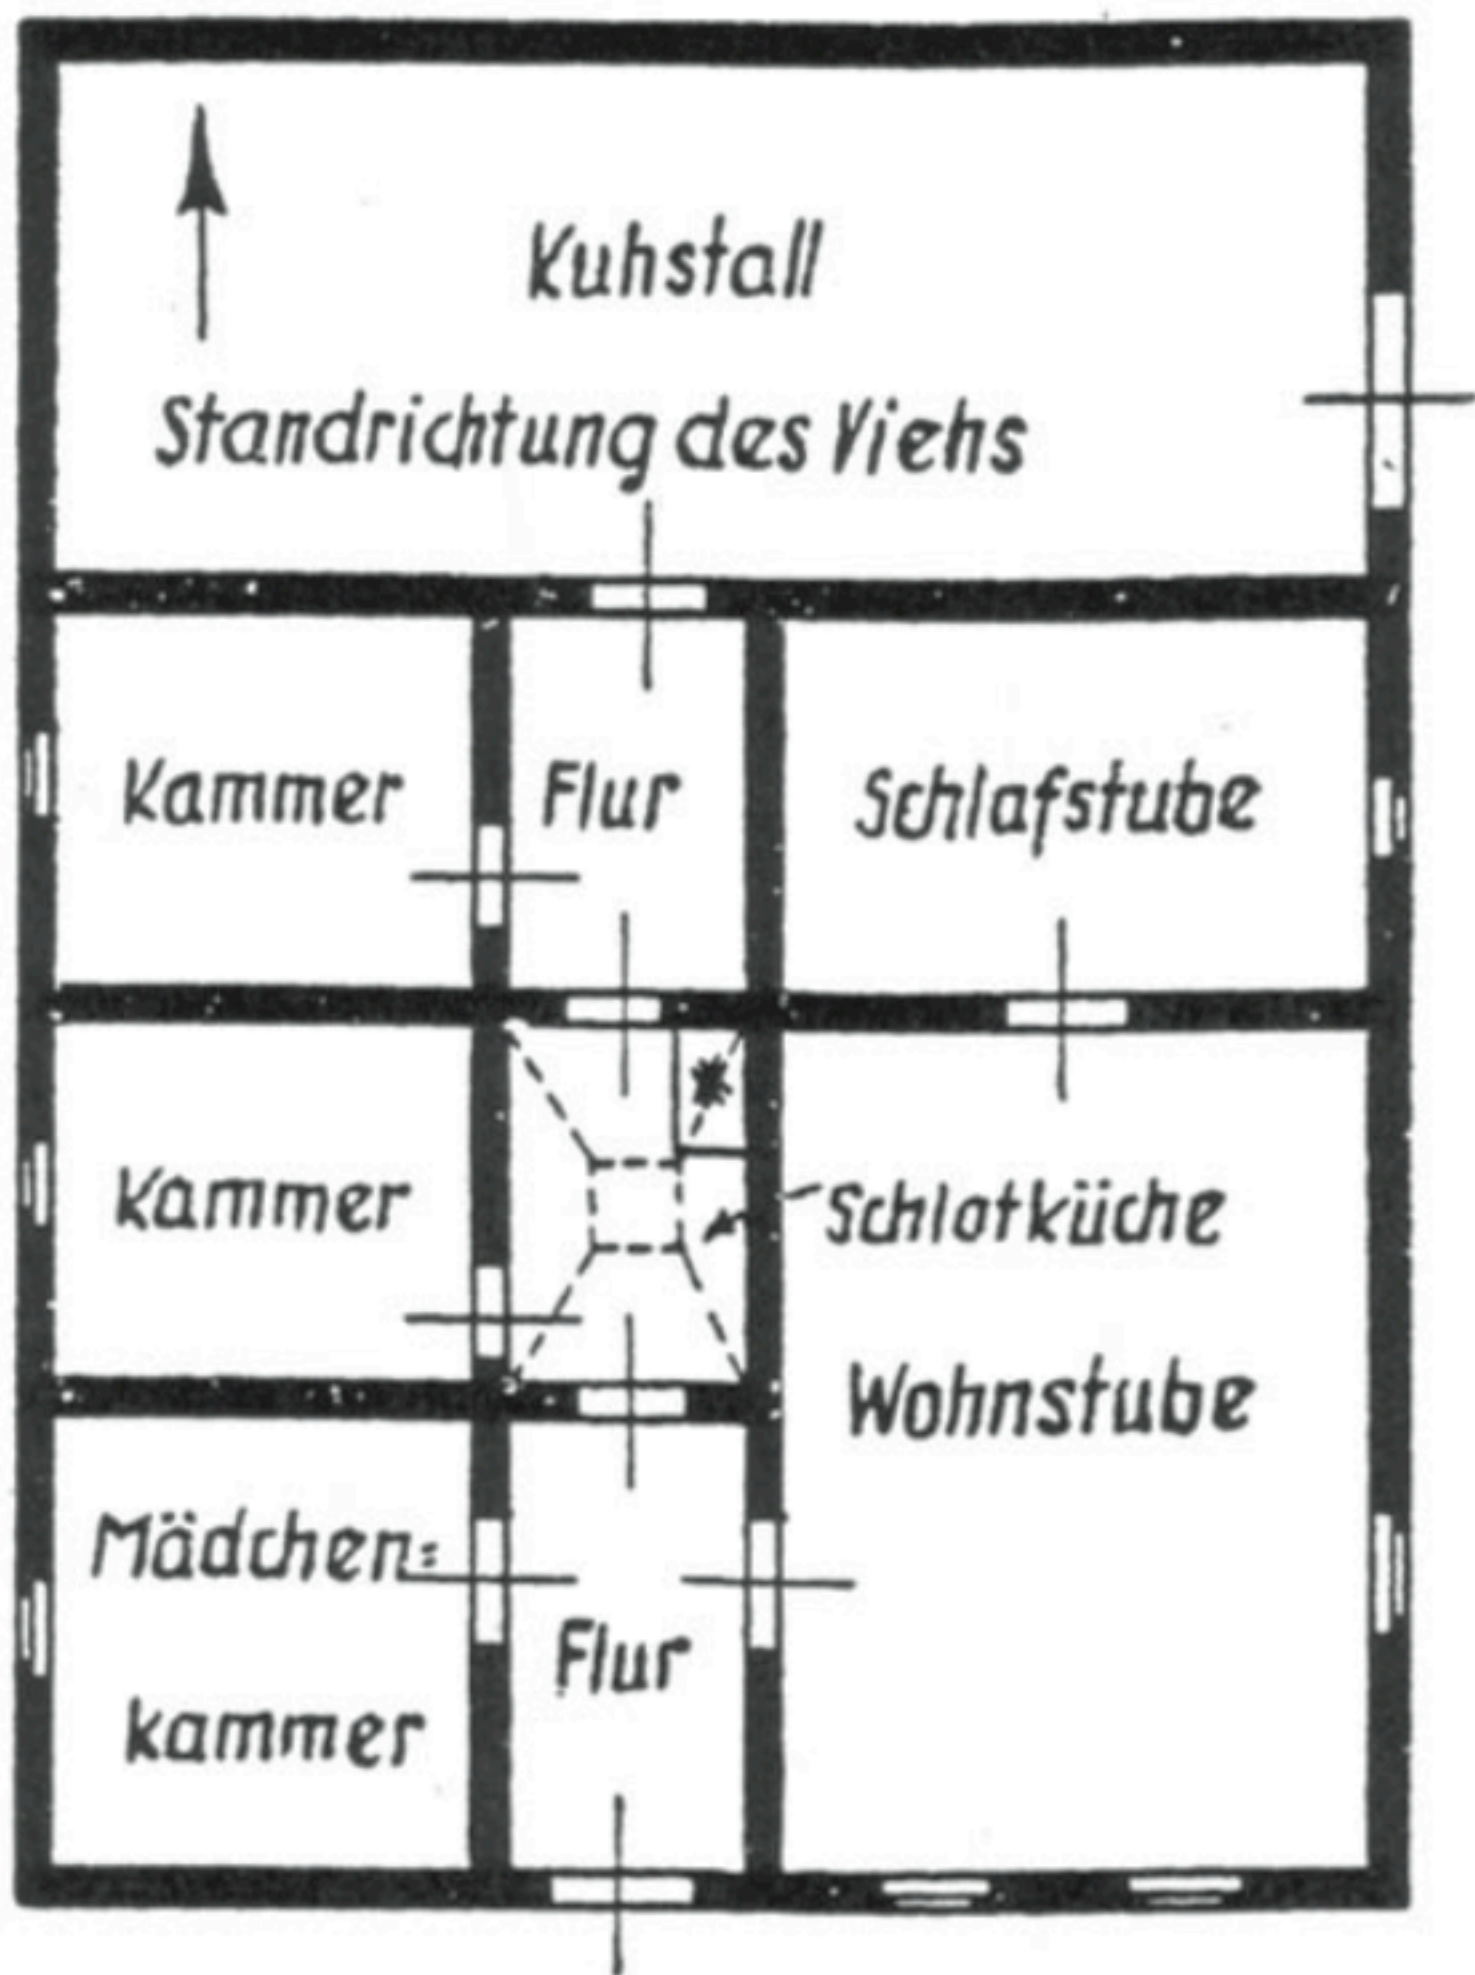 Kuhstall
Standrichtung des Viehs
Kammer
Flur
Schlafstube
Kammer
Schlotküche
Wohnstube
Mädchen=
kammer
Flur